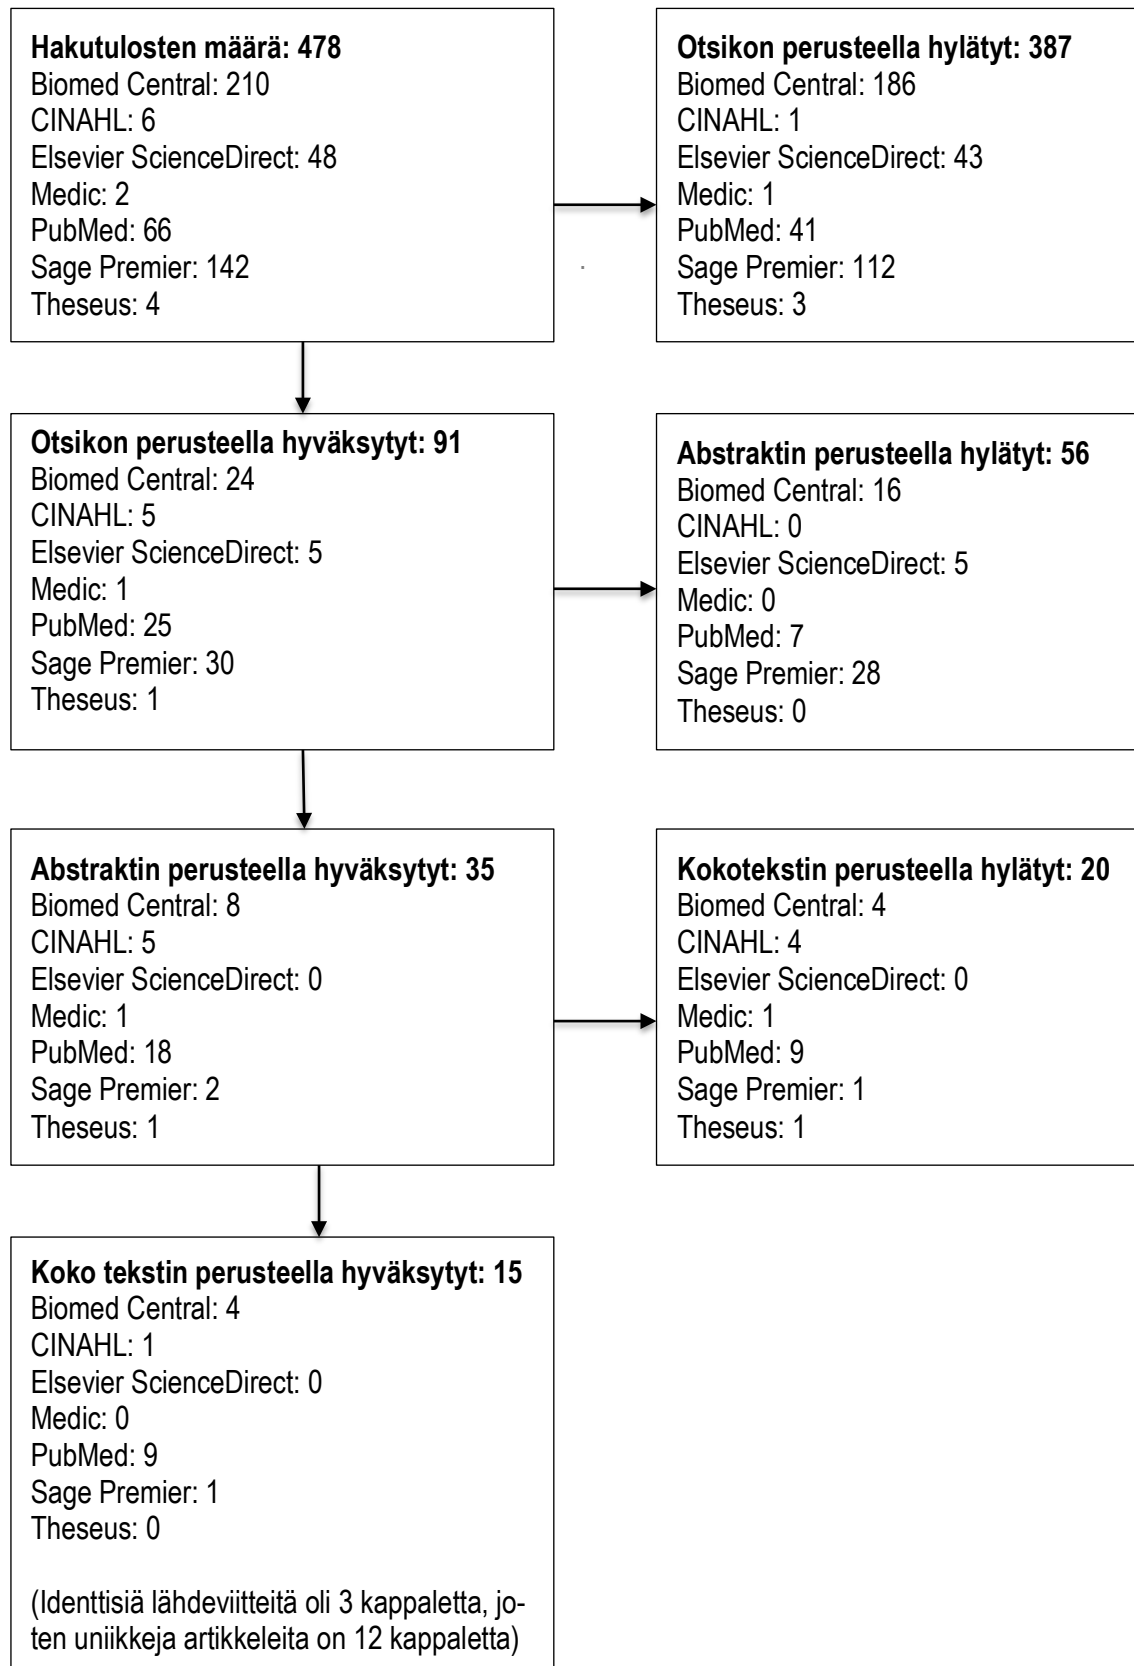 Hakutulosten määrä: 478
Biomed Central: 210
CINAHL: 6
Elsevier ScienceDirect: 48
Medic: 2
PubMed: 66
Sage Premier: 142
Theseus: 4
Otsikon perusteella hylätyt: 387
Biomed Central: 186
CINAHL: 1
Elsevier ScienceDirect: 43
Medic: 1
PubMed: 41
Sage Premier: 112
Theseus: 3
Otsikon perusteella hyväksytyt: 91
Biomed Central: 24
CINAHL: 5
Elsevier ScienceDirect: 5
Medic: 1
PubMed: 25
Sage Premier: 30
Theseus: 1
Abstraktin perusteella hylätyt: 56
Biomed Central: 16
CINAHL: 0
Elsevier ScienceDirect: 5
Medic: 0
PubMed: 7
Sage Premier: 28
Theseus: 0
Abstraktin perusteella hyväksytyt: 35
Biomed Central: 8
CINAHL: 5
Elsevier ScienceDirect: 0
Medic: 1
PubMed: 18
Sage Premier: 2
Theseus: 1
Kokotekstin perusteella hylätyt: 20
Biomed Central: 4
CINAHL: 4
Elsevier ScienceDirect: 0
Medic: 1
PubMed: 9
Sage Premier: 1
Theseus: 1
Koko tekstin perusteella hyväksytyt: 15
Biomed Central: 4
CINAHL: 1
Elsevier ScienceDirect: 0
Medic: 0
PubMed: 9
Sage Premier: 1
Theseus: 0
(Identtisiä lähdeviitteitä oli 3 kappaletta, jo-
ten uniikkeja artikkeleita on 12 kappaletta)